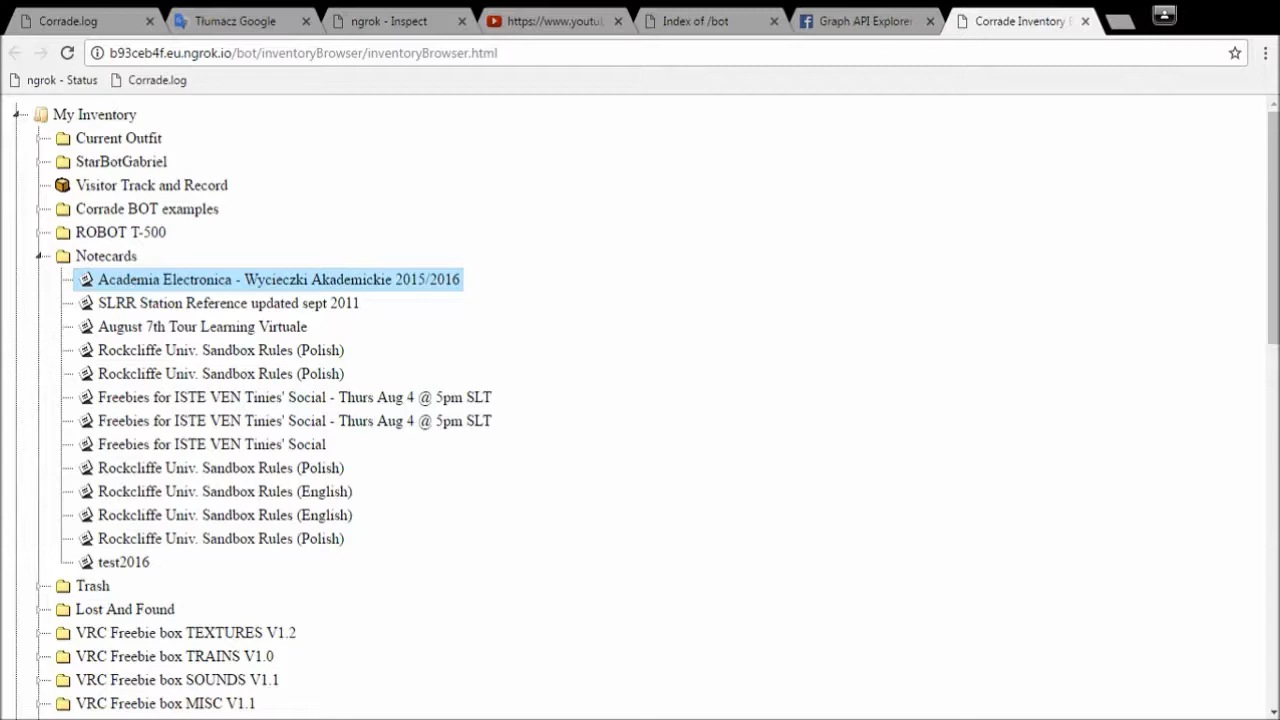 Corrade.log
Tłumacz Google
ngrok - Inspect
https://www.youtu
Index of /bot
Graph API Explorer
Corrade Inventory B
b93ceb4f.eu.ngrok.io/bot/inventoryBrowser/inventoryBrowser.html
ngrok - Status
Corrade.log
My Inventory
Current Outfit
StarBotGabriel
Visitor Track and Record
Corrade BOT examples
ROBOT T-500
Notecards
Academia Electronica - Wycieczki Akademickie 2015/2016
SLRR Station Reference updated sept 2011
August 7th Tour Learning Virtuale
Rockcliffe Univ. Sandbox Rules (Polish)
Rockcliffe Univ. Sandbox Rules (Polish)
Freebies for ISTE VEN Tinies' Social - Thurs Aug 4 @ 5pm SLT
Freebies for ISTE VEN Tinies' Social - Thurs Aug 4 @ 5pm SLT
Freebies for ISTE VEN Tinies' Social
Rockcliffe Univ. Sandbox Rules (Polish)
Rockcliffe Univ. Sandbox Rules (English)
Rockcliffe Univ. Sandbox Rules (English)
Rockcliffe Univ. Sandbox Rules (Polish)
test2016
Trash
Lost And Found
VRC Freebie box TEXTURES V1.2
VRC Freebie box TRAINS V1.0
VRC Freebie box SOUNDS V1.1
VRC Freebie box MISC V1.1